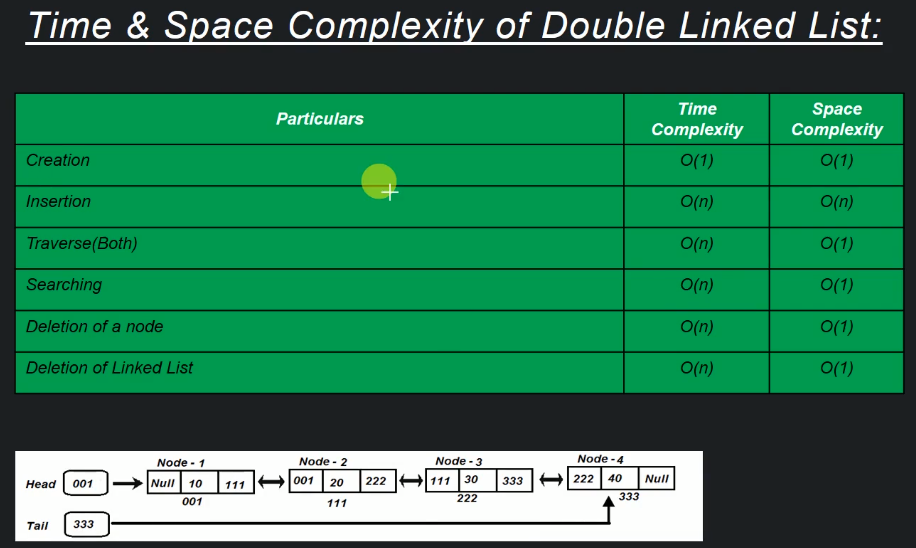 Time & Space Complexity of Double Linked List:
Particulars Time Complexity Space Complexity
Creation O(1) O(1)
Insertion O(n) O(n)
Traverse(Both) O(n) O(1)
Searching O(n) O(1)
Deletion of a node O(n) O(1)
Deletion of Linked List O(n) O(1)
Node - 1 Node - 2 Node - 3 Node - 4
Head 001 Null 10 111 001 20 222 111 30 333 222 40 Null
001 111 222 333
Tail 333